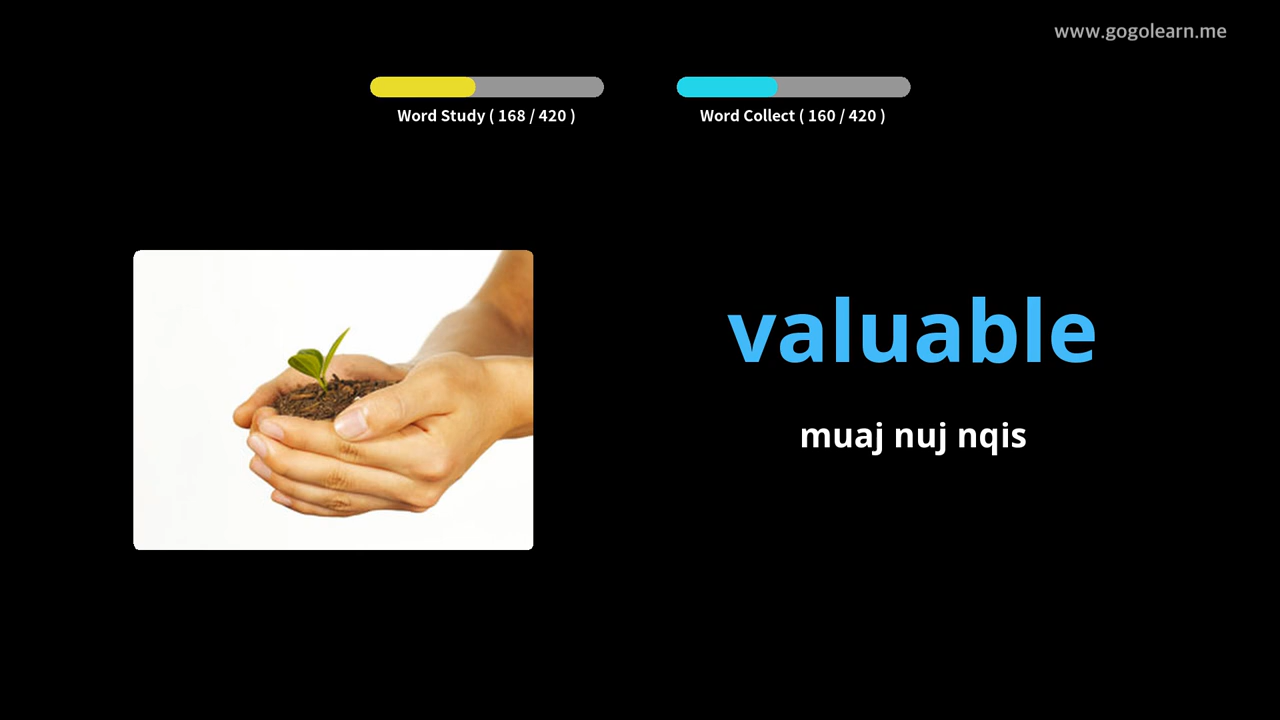 www.gogolearn.me
Word Study ( 168 / 420 )
Word Collect ( 160 / 420 )
valuable
muaj nuj nqis